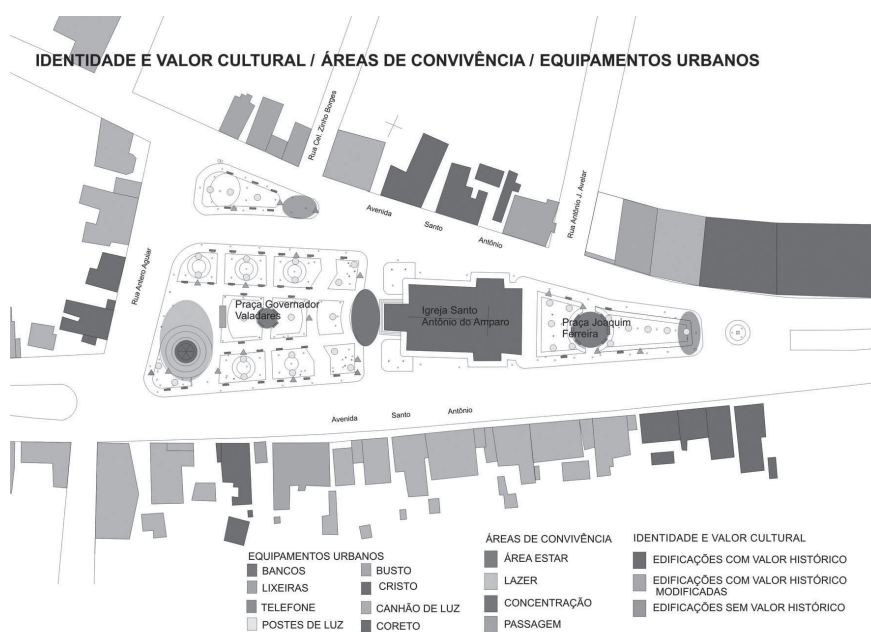 IDENTIDADE E VALOR CULTURAL / ÁREAS DE CONVIVÊNCIA / EQUIPAMENTOS URBANOS
Rua Cel. Zinho Borges
Rua Antônio J. Avelar
Avenida Santo Antônio
Rua Antero Aguiar
Praça Governador
Valadares
Igreja Santo
Antônio do Amparo
Praça Joaquim
Ferreira
Avenida Santo Antônio
EQUIPAMENTOS URBANOS
BANCOS
LIXEIRAS
TELEFONE
POSTES DE LUZ
BUSTO
CRISTO
CANHÃO DE LUZ
CORETO
ÁREAS DE CONVIVÊNCIA
ÁREA ESTAR
LAZER
CONCENTRAÇÃO
PASSAGEM
IDENTIDADE E VALOR CULTURAL
EDIFICAÇÕES COM VALOR HISTÓRICO
EDIFICAÇÕES COM VALOR HISTÓRICO
MODIFICADAS
EDIFICAÇÕES SEM VALOR HISTÓRICO